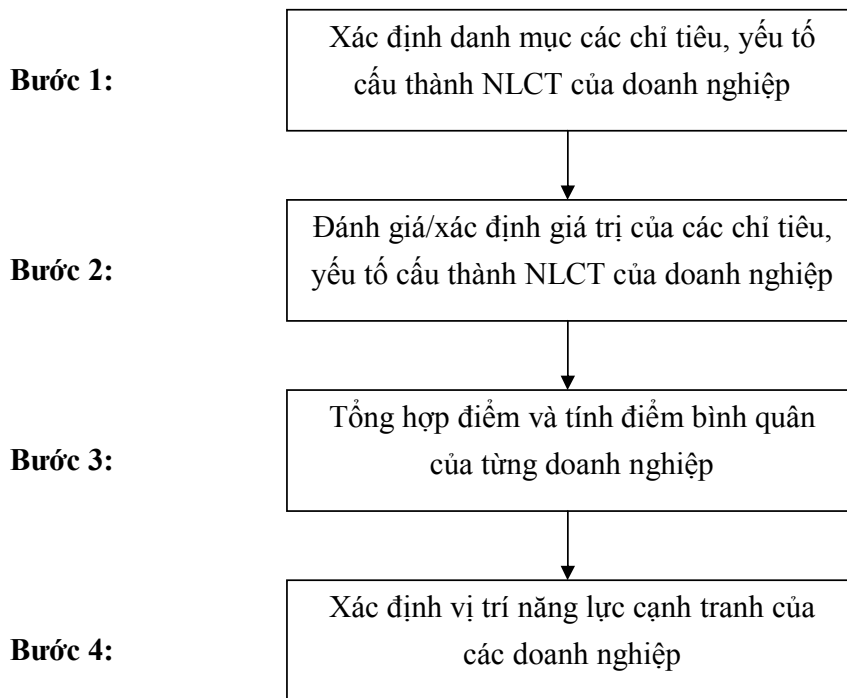 Xác định danh mục các chỉ tiêu, yếu tố
Bước 1:
cấu thành NLCT của doanh nghiệp
Đánh giá/xác định giá trị của các chỉ tiêu,
Bước 2:
yếu tố cấu thành NLCT của doanh nghiệp
Tổng hợp điểm và tính điểm bình quân
Bước 3:
của từng doanh nghiệp
Xác định vị trí năng lực cạnh tranh của
Bước 4:
các doanh nghiệp